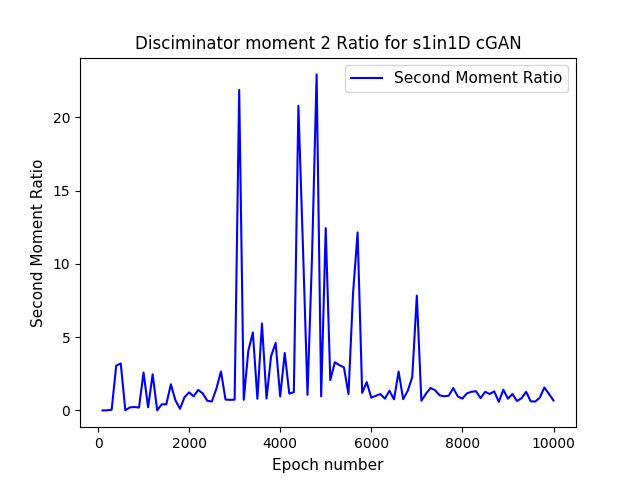 Disciminator moment 2 Ratio for s1in1D cGAN
Second Moment Ratio
20
15
10
5
0
Second Moment Ratio
0 2000 4000 6000 8000 10000
Epoch number